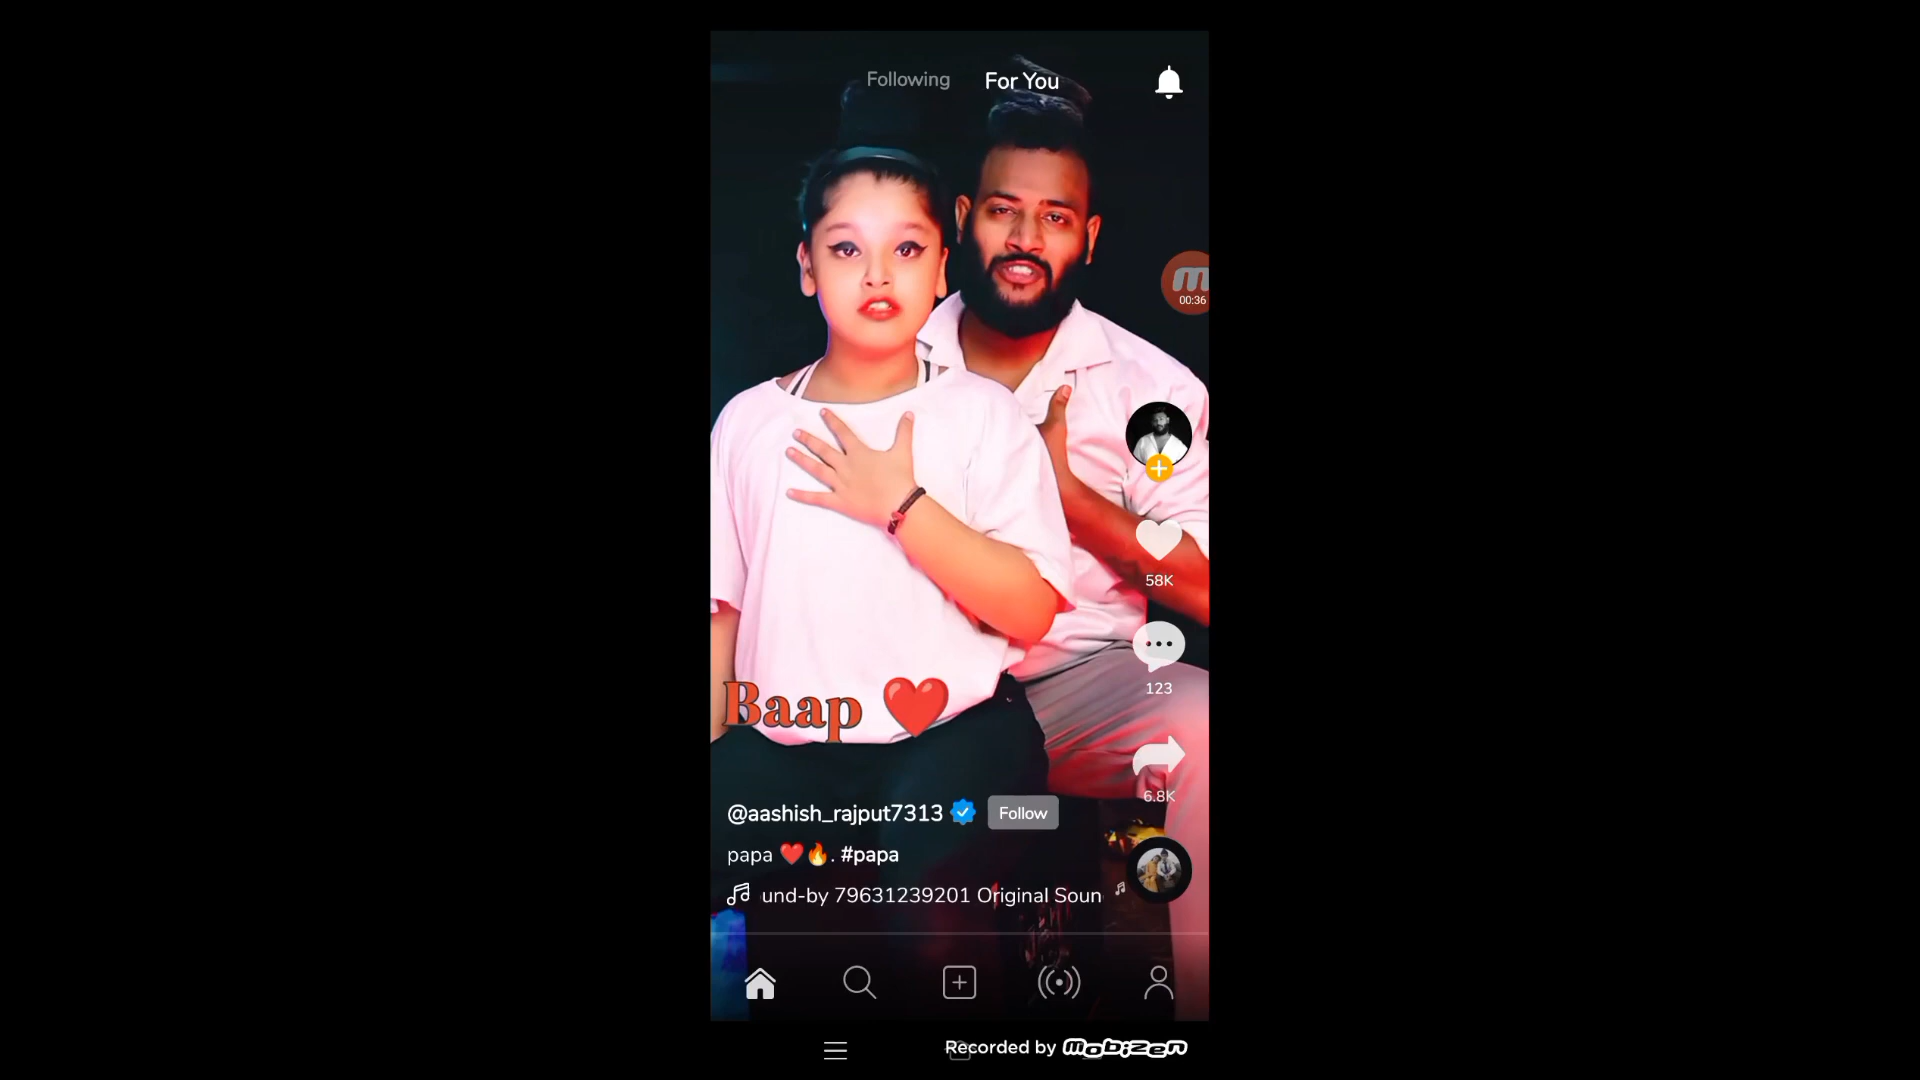 Following For You
00:36
58K
123
6.8K
Baap ❤️
@aashish_rajput7313 Follow
papa ❤️🔥. #papa
und-by 79631239201 Original Soun
Recorded by mobizen